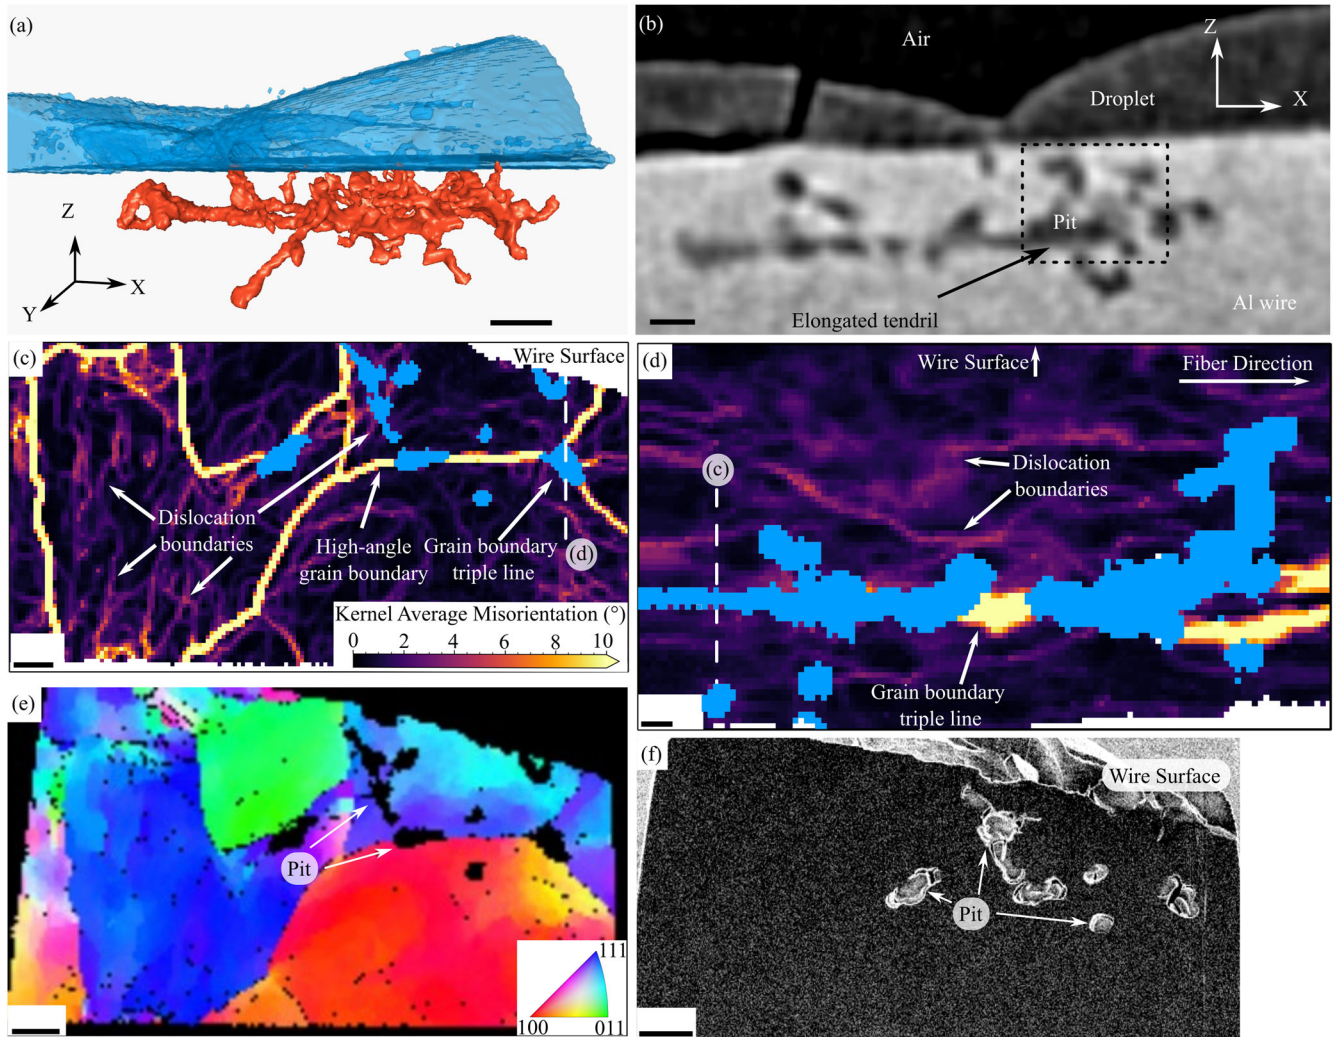 (a)
Z
X
Y
(b)
Air
Z
X
Droplet
Pit
Al wire
Elongated tendril
(c)
Wire Surface
Dislocation
boundaries
High-angle
grain boundary
Grain boundary
triple line
(d)
Kernel Average Misorientation (°)
0 2 4 6 8 10
(d)
Wire Surface
Fiber Direction
(c)
Dislocation
boundaries
Grain boundary
triple line
(e)
Pit
111
100 011
(f)
Wire Surface
Pit